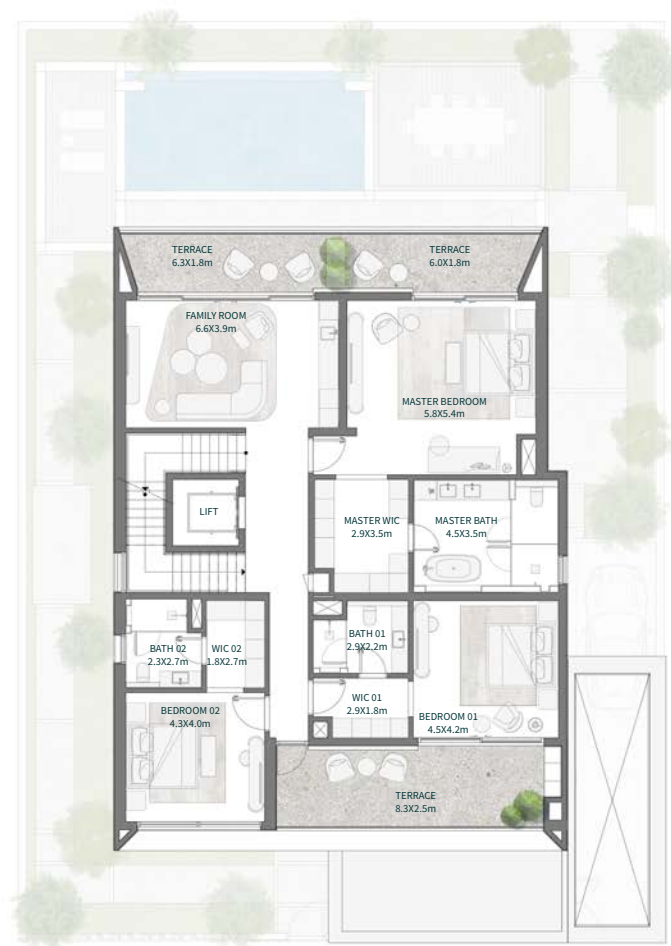 TERRACE
6.3X1.8m
TERRACE
6.0X1.8m
FAMILY ROOM
6.6X3.9m
MASTER BEDROOM
5.8X5.4m
LIFT
MASTER WIC
2.9X3.5m
MASTER BATH
4.5X3.5m
BATH 02
2.3X2.7m
WIC 02
1.8X2.7m
BATH 01
2.9X2.2m
WIC 01
2.9X1.8m
BEDROOM 02
4.3X4.0m
BEDROOM 01
4.5X4.2m
TERRACE
8.3X2.5m